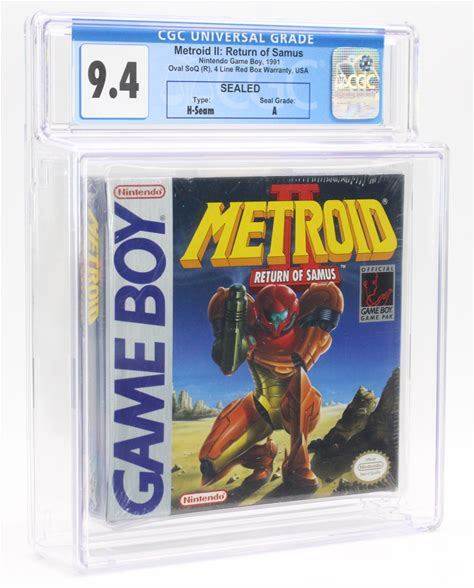 CGC UNIVERSAL GRADE
9.4
Metroid II: Return of Samus
Nintendo Game Boy, 1991
Oval SoQ (R), 4 Line Red Box Warranty, USA
SEALED
Type:
H-Seam
Seal Grade:
A
CGC
Nintendo
GAME BOY
II
METROID
RETURN OF SAMUS
TM
OFFICIAL
GAME BOY
GAME PAK
Nintendo
METROID